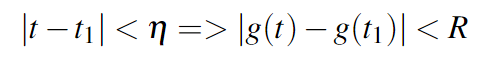 |t − t₁| < η => |g(t) − g(t₁)| < R